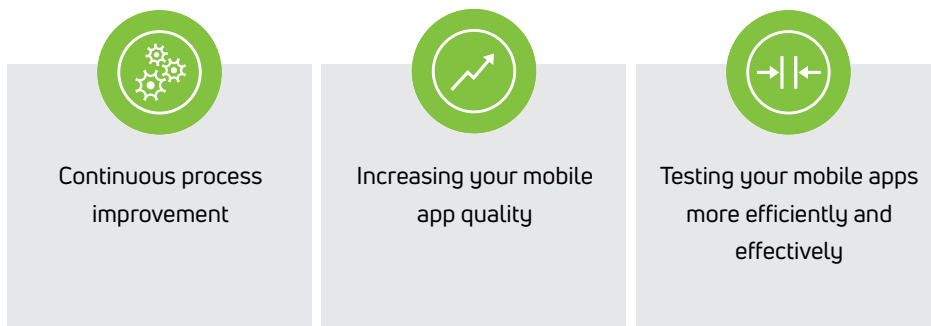 Continuous process
improvement
Increasing your mobile
app quality
Testing your mobile apps
more efficiently and
effectively